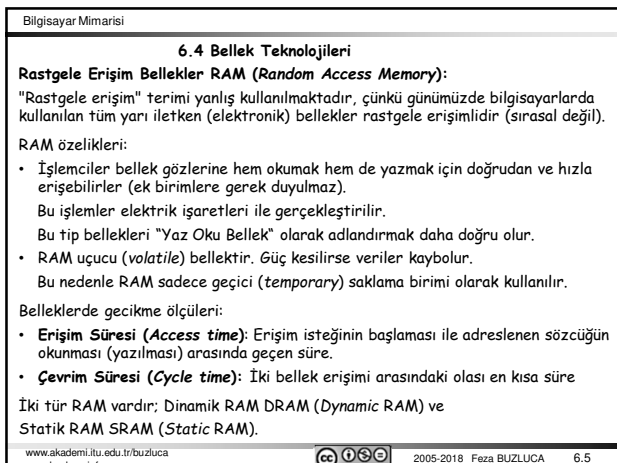 Bilgisayar Mimarisi
6.4 Bellek Teknolojileri
Rastgele Erişim Bellekler RAM (Random Access Memory):
"Rastgele erişim" terimi yanlış kullanılmaktadır, çünkü günümüzde bilgisayarlarda
kullanılan tüm yarı iletken (elektronik) bellekler rastgele erişimlidir (sırasal değil).
RAM özelikleri:
• İşlemciler bellek gözlerine hem okumak hem de yazmak için doğrudan ve hızla
erişebilirler (ek birimlere gerek duyulmaz).
Bu işlemler elektrik işaretleri ile gerçekleştirilir.
Bu tip bellekleri "Yaz Oku Bellek" olarak adlandırmak daha doğru olur.
• RAM uçucu (volatile) bellektir. Güç kesilirse veriler kaybolur.
Bu nedenle RAM sadece geçici (temporary) saklama birimi olarak kullanılır.
Belleklerde gecikme ölçüleri:
• Erişim Süresi (Access time): Erişim isteğinin başlaması ile adreslenen sözcüğün
okunması (yazılması) arasında geçen süre.
• Çevrim Süresi (Cycle time): İki bellek erişimi arasındaki olası en kısa süre
İki tür RAM vardır; Dinamik RAM DRAM (Dynamic RAM) ve
Statik RAM SRAM (Static RAM).
www.akademi.itu.edu.tr/buzluca
cc 2005-2018 Feza BUZLUCA 6.5